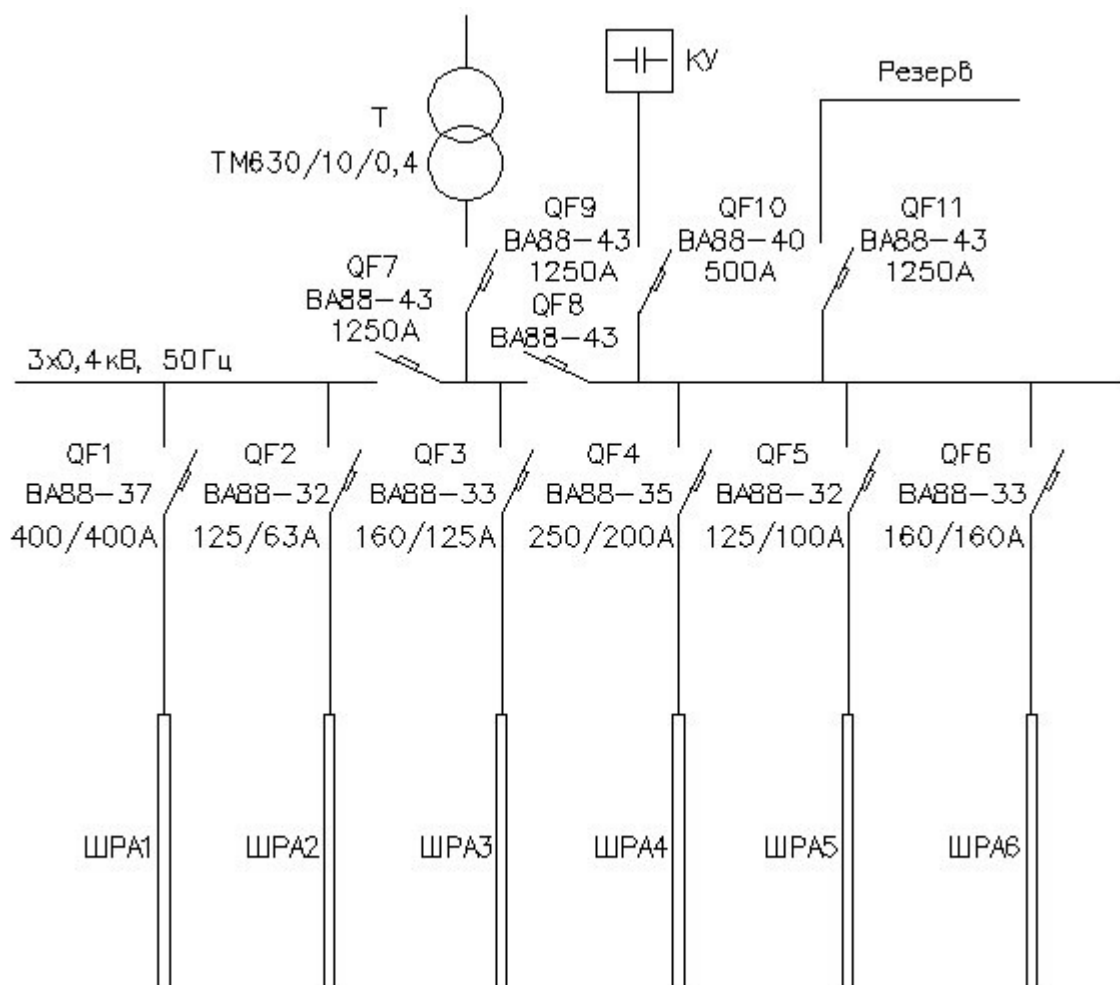 КУ
Резерв
Т
ТМ630/10/0,4
QF9
ВА88-43
1250А
QF10
ВА88-40
500А
QF11
ВА88-43
1250А
QF7
ВА88-43
1250А
QF8
ВА88-43
3х0,4кВ, 50Гц
QF1
ВА88-37
400/400А
QF2
ВА88-32
125/63А
QF3
ВА88-33
160/125А
QF4
ВА88-35
250/200А
QF5
ВА88-32
125/100А
QF6
ВА88-33
160/160А
ШРА1
ШРА2
ШРА3
ШРА4
ШРА5
ШРА6